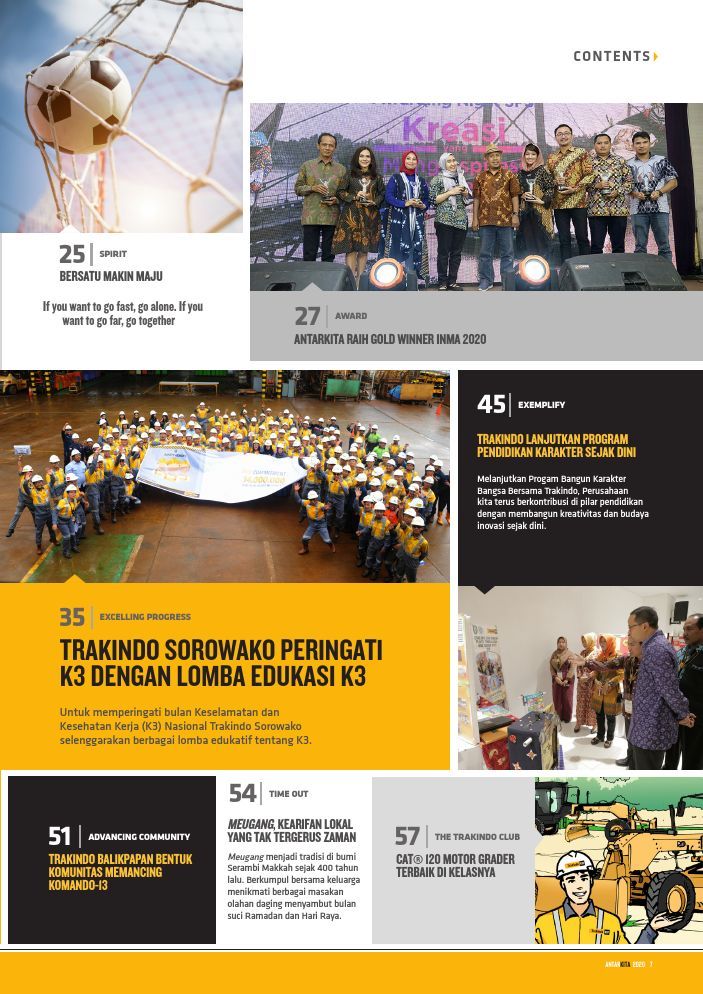 CONTENTS
Kreasi
25 SPIRIT
BERSATU MAKIN MAJU
If you want to go fast, go alone. If you
want to go far, go together
27 AWARD
ANTARKITA RAIH GOLD WINNER INMA 2020
14.000.000
45 EXEMPLIFY
TRAKINDO LANJUTKAN PROGRAM
PENDIDIKAN KARAKTER SEJAK DINI
Melanjutkan Progam Bangun Karakter
Bangsa Bersama Trakindo, Perusahaan
kita terus berkontribusi di pilar pendidikan
dengan membangun kreativitas dan budaya
inovasi sejak dini.
35 EXCELLING PROGRESS
TRAKINDO SOROWAKO PERINGATI
K3 DENGAN LOMBA EDUKASI K3
Untuk memperingati bulan Keselamatan dan
Kesehatan Kerja (K3) Nasional Trakindo Sorowako
selenggarakan berbagai lomba edukatif tentang K3.
51 ADVANCING COMMUNITY
TRAKINDO BALIKPAPAN BENTUK
KOMUNITAS MEMANCING
KOMANDO-13
54 TIME OUT
MEUGANG, KEARIFAN LOKAL
YANG TAK TERGERUS ZAMAN
Meugang menjadi tradisi di bumi
Serambi Makkah sejak 400 tahun
lalu. Berkumpul bersama keluarga
menikmati berbagai masakan
olahan daging menyambut bulan
suci Ramadan dan Hari Raya.
57 THE TRAKINDO CLUB
CAT® 120 MOTOR GRADER
TERBAIK DI KELASNYA
ANTARKITA 2020 7